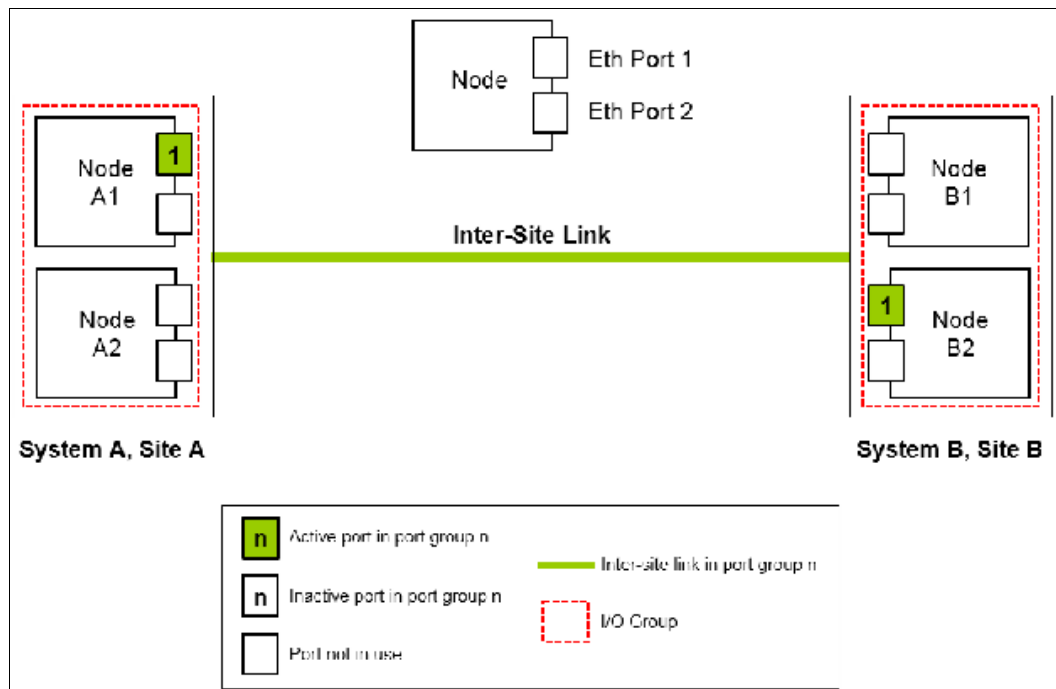 Node
Eth Port 1
Eth Port 2
Node
A1
1
Node
A2
System A, Site A
Inter-Site Link
Node
B1
1
Node
B2
System B, Site B
n
Active port in port group n
n
Inactive port in port group n
Port not in use
Inter-site link in port group n
I/O Group